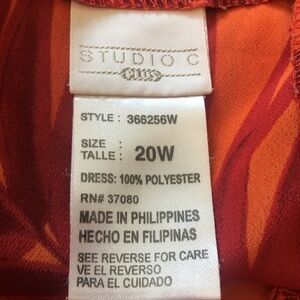 STUDIO C
PLUS
STYLE : 366256W
SIZE :
TALLE : 20W
DRESS: 100% POLYESTER
RN# 37080
MADE IN PHILIPPINES
HECHO EN FILIPINAS
SEE REVERSE FOR CARE
VE EL REVERSO
PARA EL CUIDADO